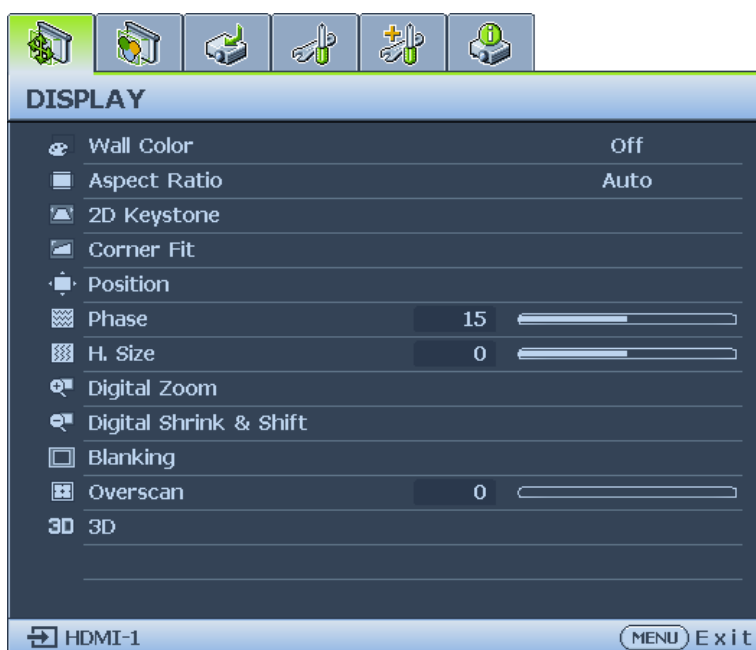 DISPLAY
Wall Color Off
Aspect Ratio Auto
2D Keystone
Corner Fit
Position
Phase 15
H. Size 0
Digital Zoom
Digital Shrink & Shift
Blanking
Overscan 0
3D 3D
HDMI-1 MENU Exit